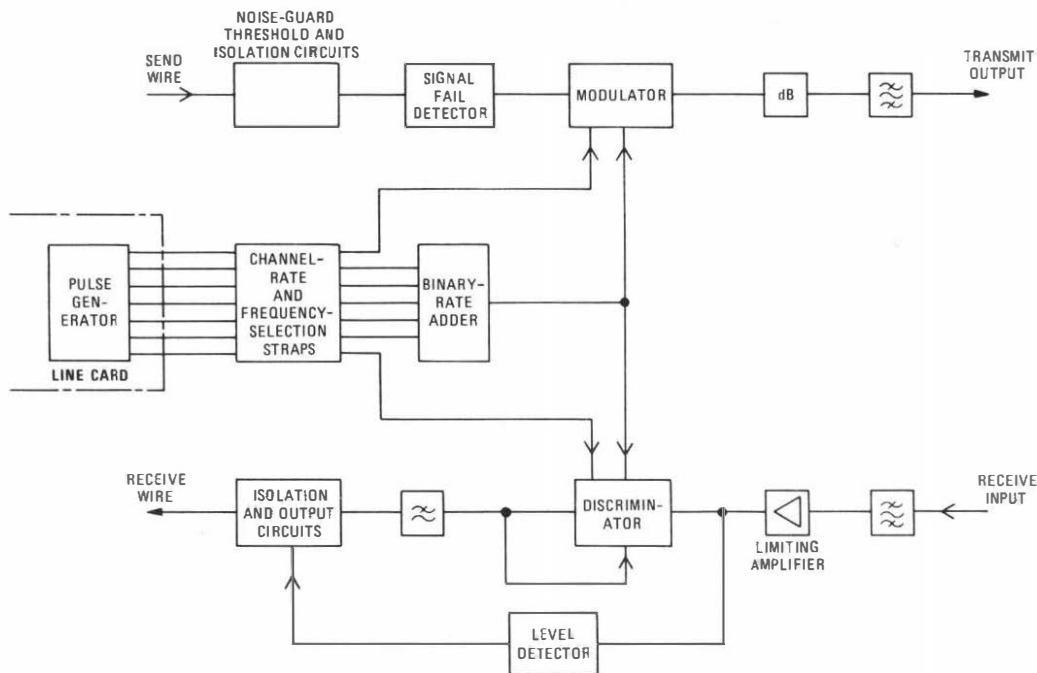 NOISE-GUARD
THRESHOLD AND
ISOLATION CIRCUITS
SEND
WIRE
SIGNAL
FAIL
DETECTOR
MODULATOR
dB
TRANSMIT
OUTPUT
PULSE
GEN-
ERATOR
LINE CARD
CHANNEL-
RATE
AND
FREQUENCY-
SELECTION
STRAPS
BINARY-
RATE
ADDER
RECEIVE
WIRE
ISOLATION
AND OUTPUT
CIRCUITS
DISCRIMIN-
ATOR
LIMITING
AMPLIFIER
RECEIVE
INPUT
LEVEL
DETECTOR